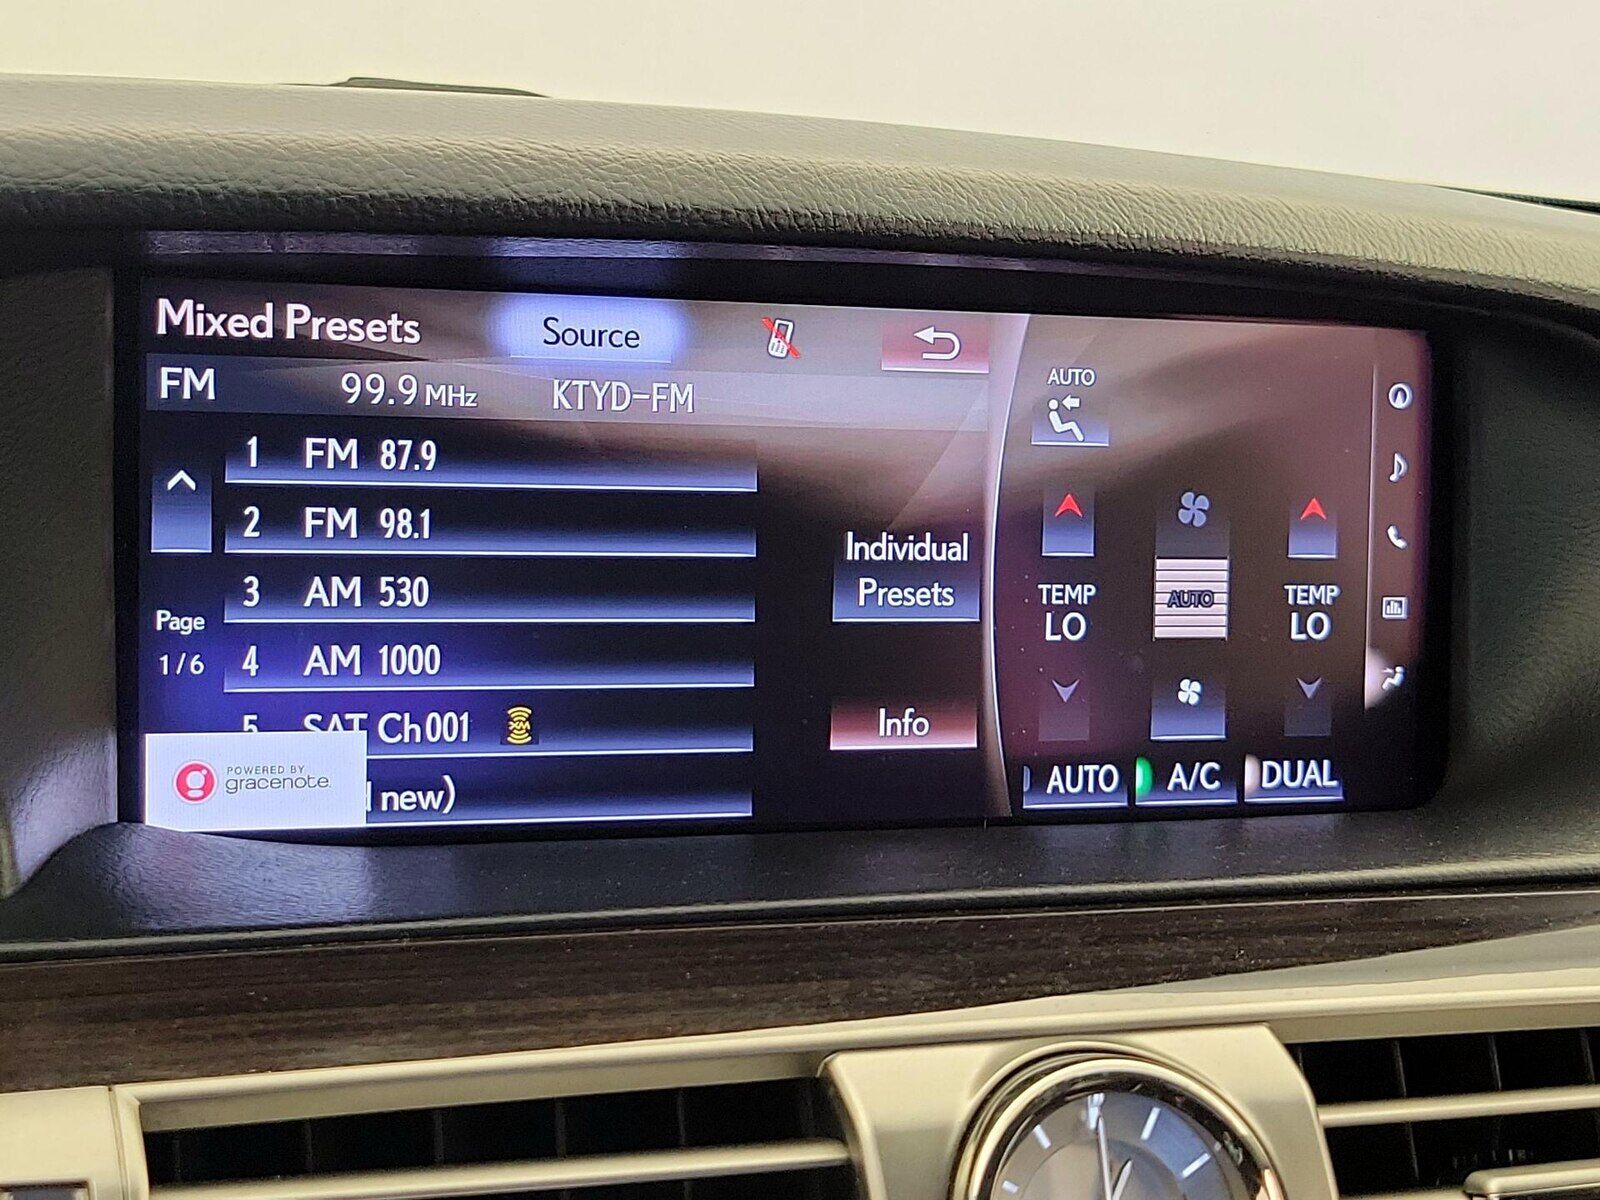 Mixed Presets Source
FM 99.9 MHz KTYD-FM
1 FM 87.9
2 FM 98.1
3 AM 530
4 AM 1000
5 SAT Ch001 XM
new)
Page
1/6
POWERED BY
gracenote.
Individual
Presets
Info
AUTO
TEMP
LO
AUTO
TEMP
LO
AUTO A/C DUAL